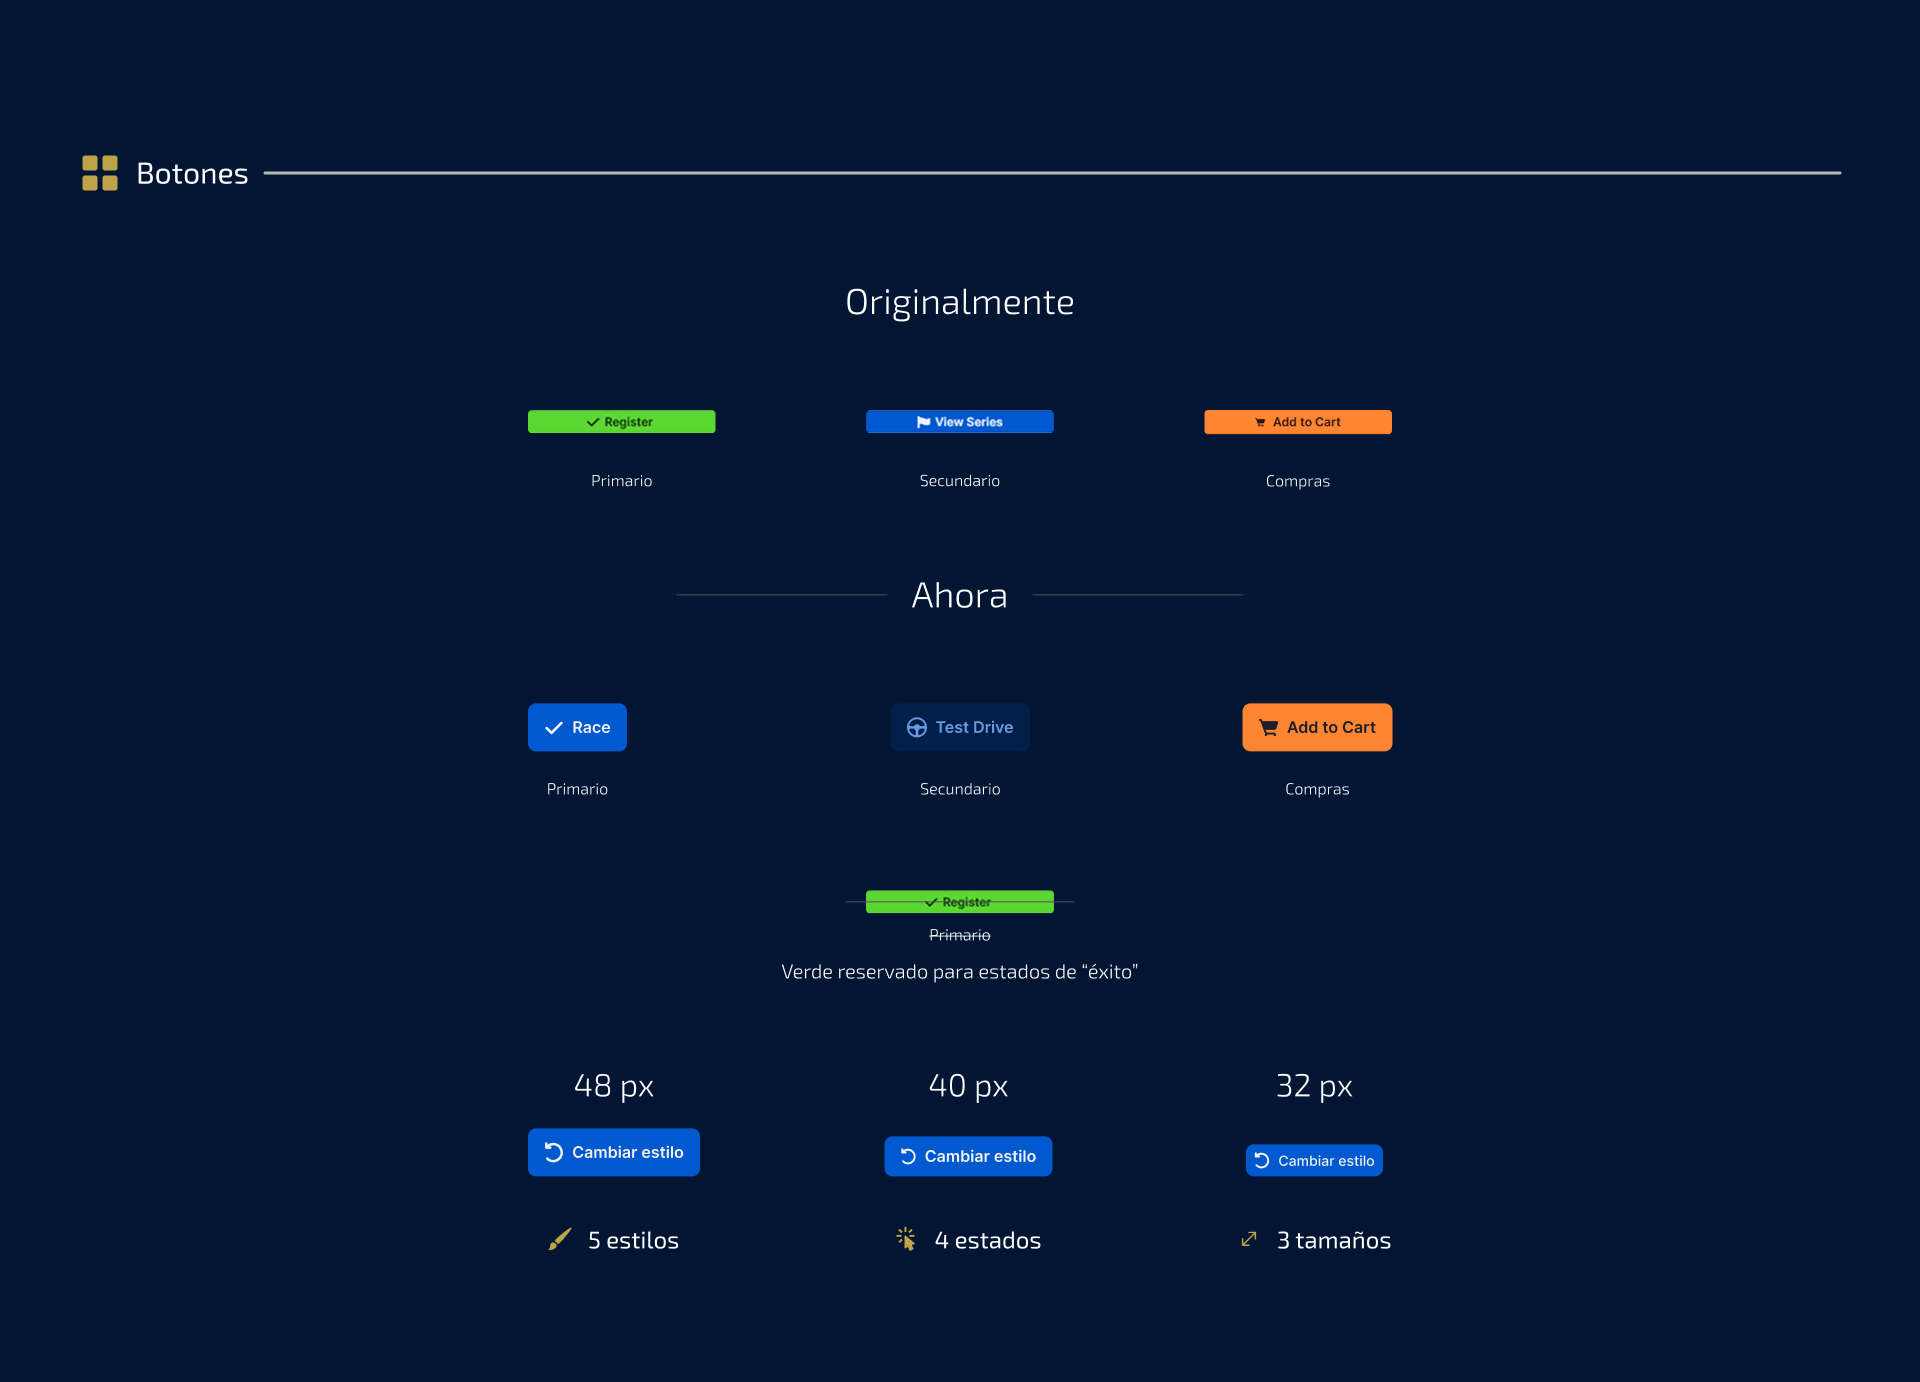 Botones
Originalmente
Register
View Series
Add to Cart
Primario
Secundario
Compras
Ahora
Race
Test Drive
Add to Cart
Primario
Secundario
Compras
Register
Primario
Verde reservado para estados de “éxito”
48 px
40 px
32 px
Cambiar estilo
Cambiar estilo
Cambiar estilo
5 estilos
4 estados
3 tamaños